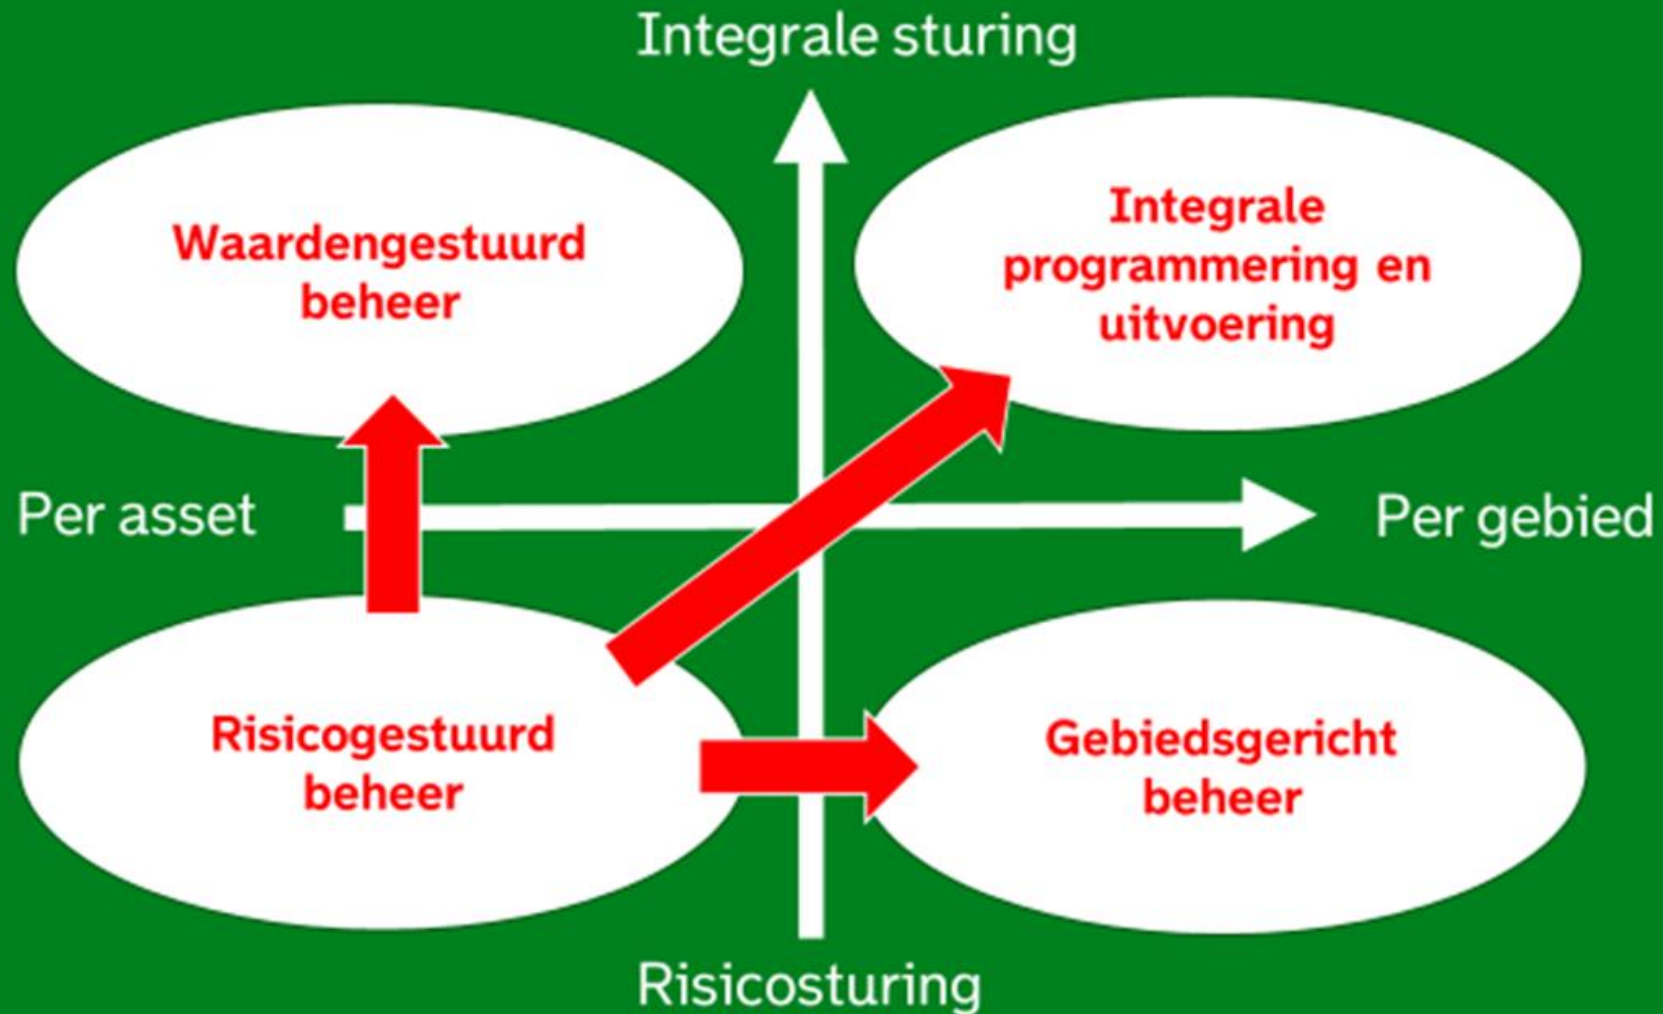 Integrale sturing
Waardengestuurd
beheer
Integrale
programmering en
uitvoering
Per asset
Per gebied
Risicogestuurd
beheer
Gebiedsgericht
beheer
Risicosturing